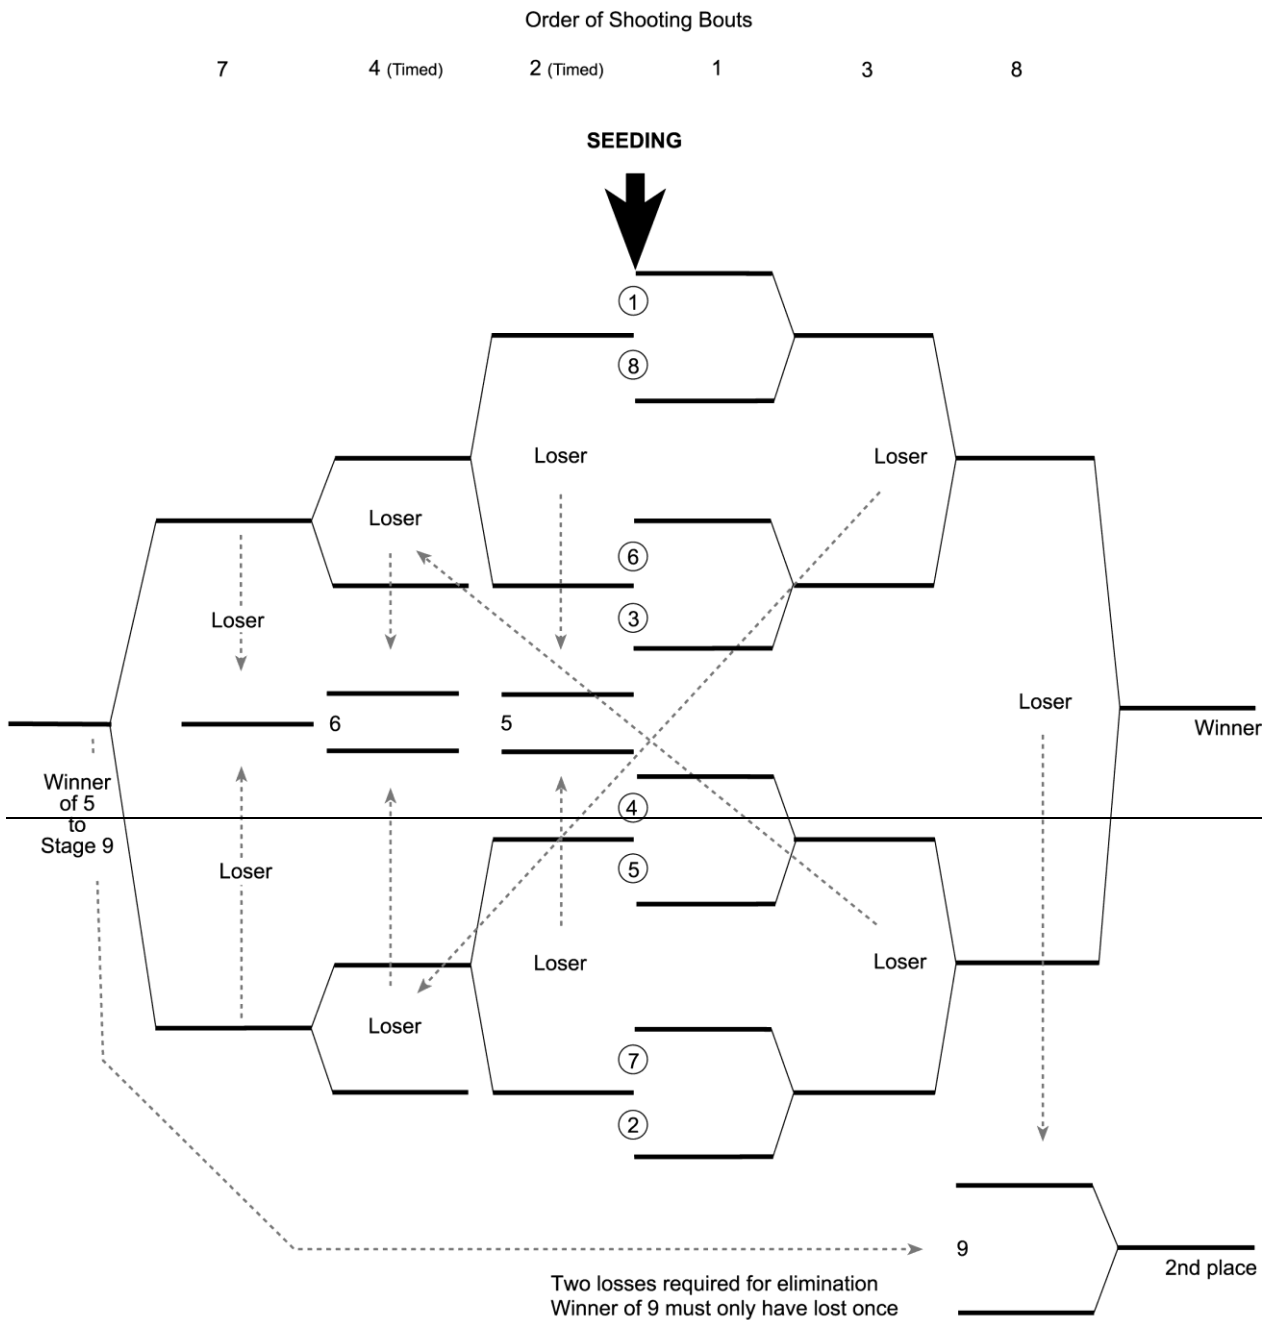 Order of Shooting Bouts
7 4 (Timed) 2 (Timed) 1 3 8
SEEDING
1
8
Loser
Loser
Loser
6
3
Loser
Loser
6
5
Winner
Winner
of 5
to
Stage 9
4
5
Loser
Loser
Loser
Loser
7
2
9
2nd place
Two losses required for elimination
Winner of 9 must only have lost once